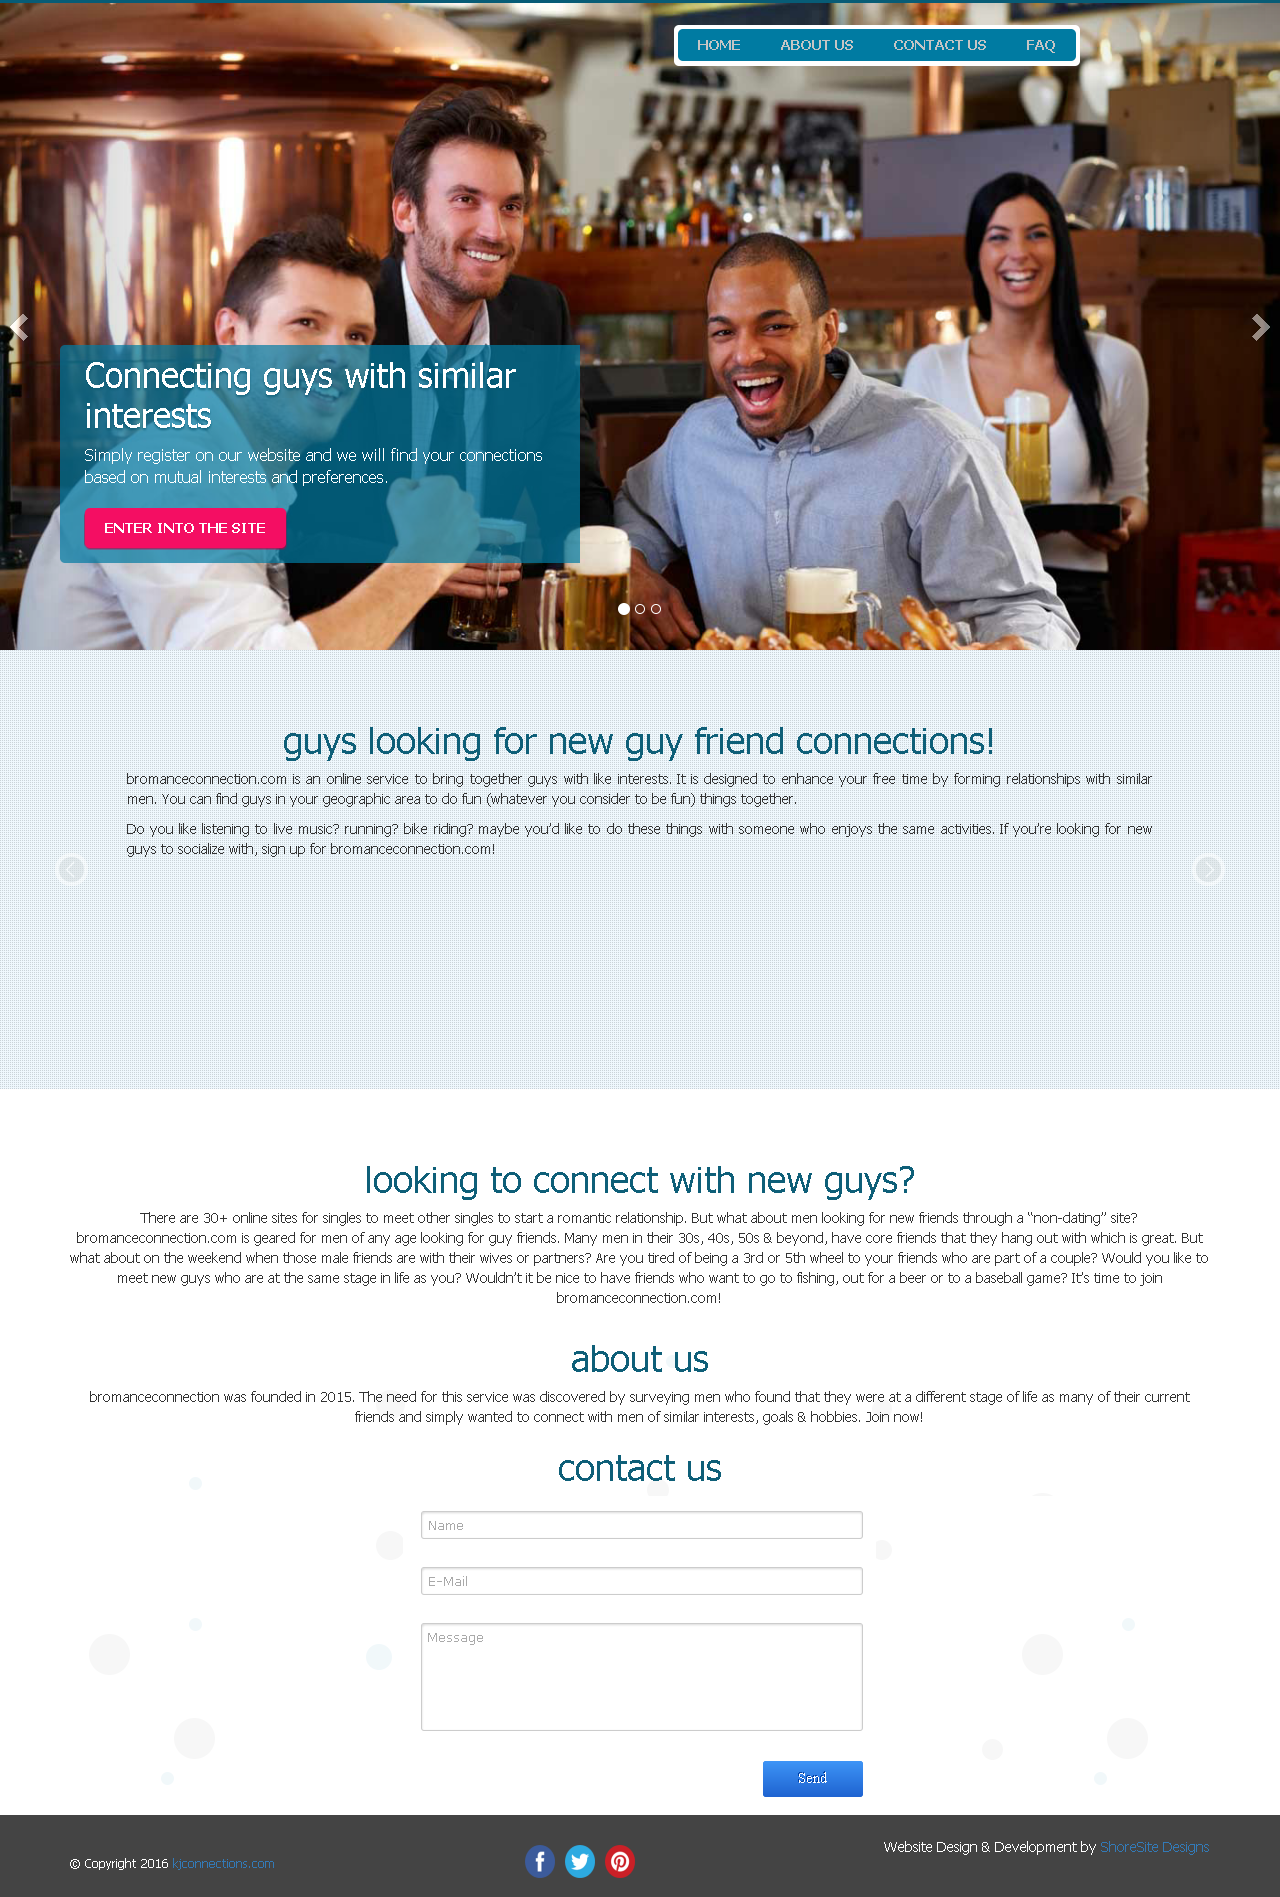 HOME ABOUT US CONTACT US FAQ
Connecting guys with similar
interests
Simply register on our website and we will find your connections
based on mutual interests and preferences.
ENTER INTO THE SITE
guys looking for new guy friend connections!
bromanceconnection.com is an online service to bring together guys with like interests. It is designed to enhance your free time by forming relationships with similar
men. You can find guys in your geographic area to do fun (whatever you consider to be fun) things together.
Do you like listening to live music? running? bike riding? maybe you’d like to do these things with someone who enjoys the same activities. If you’re looking for new
guys to socialize with, sign up for bromanceconnection.com!
looking to connect with new guys?
There are 30+ online sites for singles to meet other singles to start a romantic relationship. But what about men looking for new friends through a “non-dating” site?
bromanceconnection.com is geared for men of any age looking for guy friends. Many men in their 30s, 40s, 50s & beyond, have core friends that they hang out with which is great. But
what about on the weekend when those male friends are with their wives or partners? Are you tired of being a 3rd or 5th wheel to your friends who are part of a couple? Would you like to
meet new guys who are at the same stage in life as you? Wouldn’t it be nice to have friends who want to go to fishing, out for a beer or to a baseball game? It’s time to join
bromanceconnection.com!
about us
bromanceconnection was founded in 2015. The need for this service was discovered by surveying men who found that they were at a different stage of life as many of their current
friends and simply wanted to connect with men of similar interests, goals & hobbies. Join now!
contact us
Name
E-Mail
Message
Send
Website Design & Development by ShoreSite Designs
© Copyright 2016 kjconnections.com